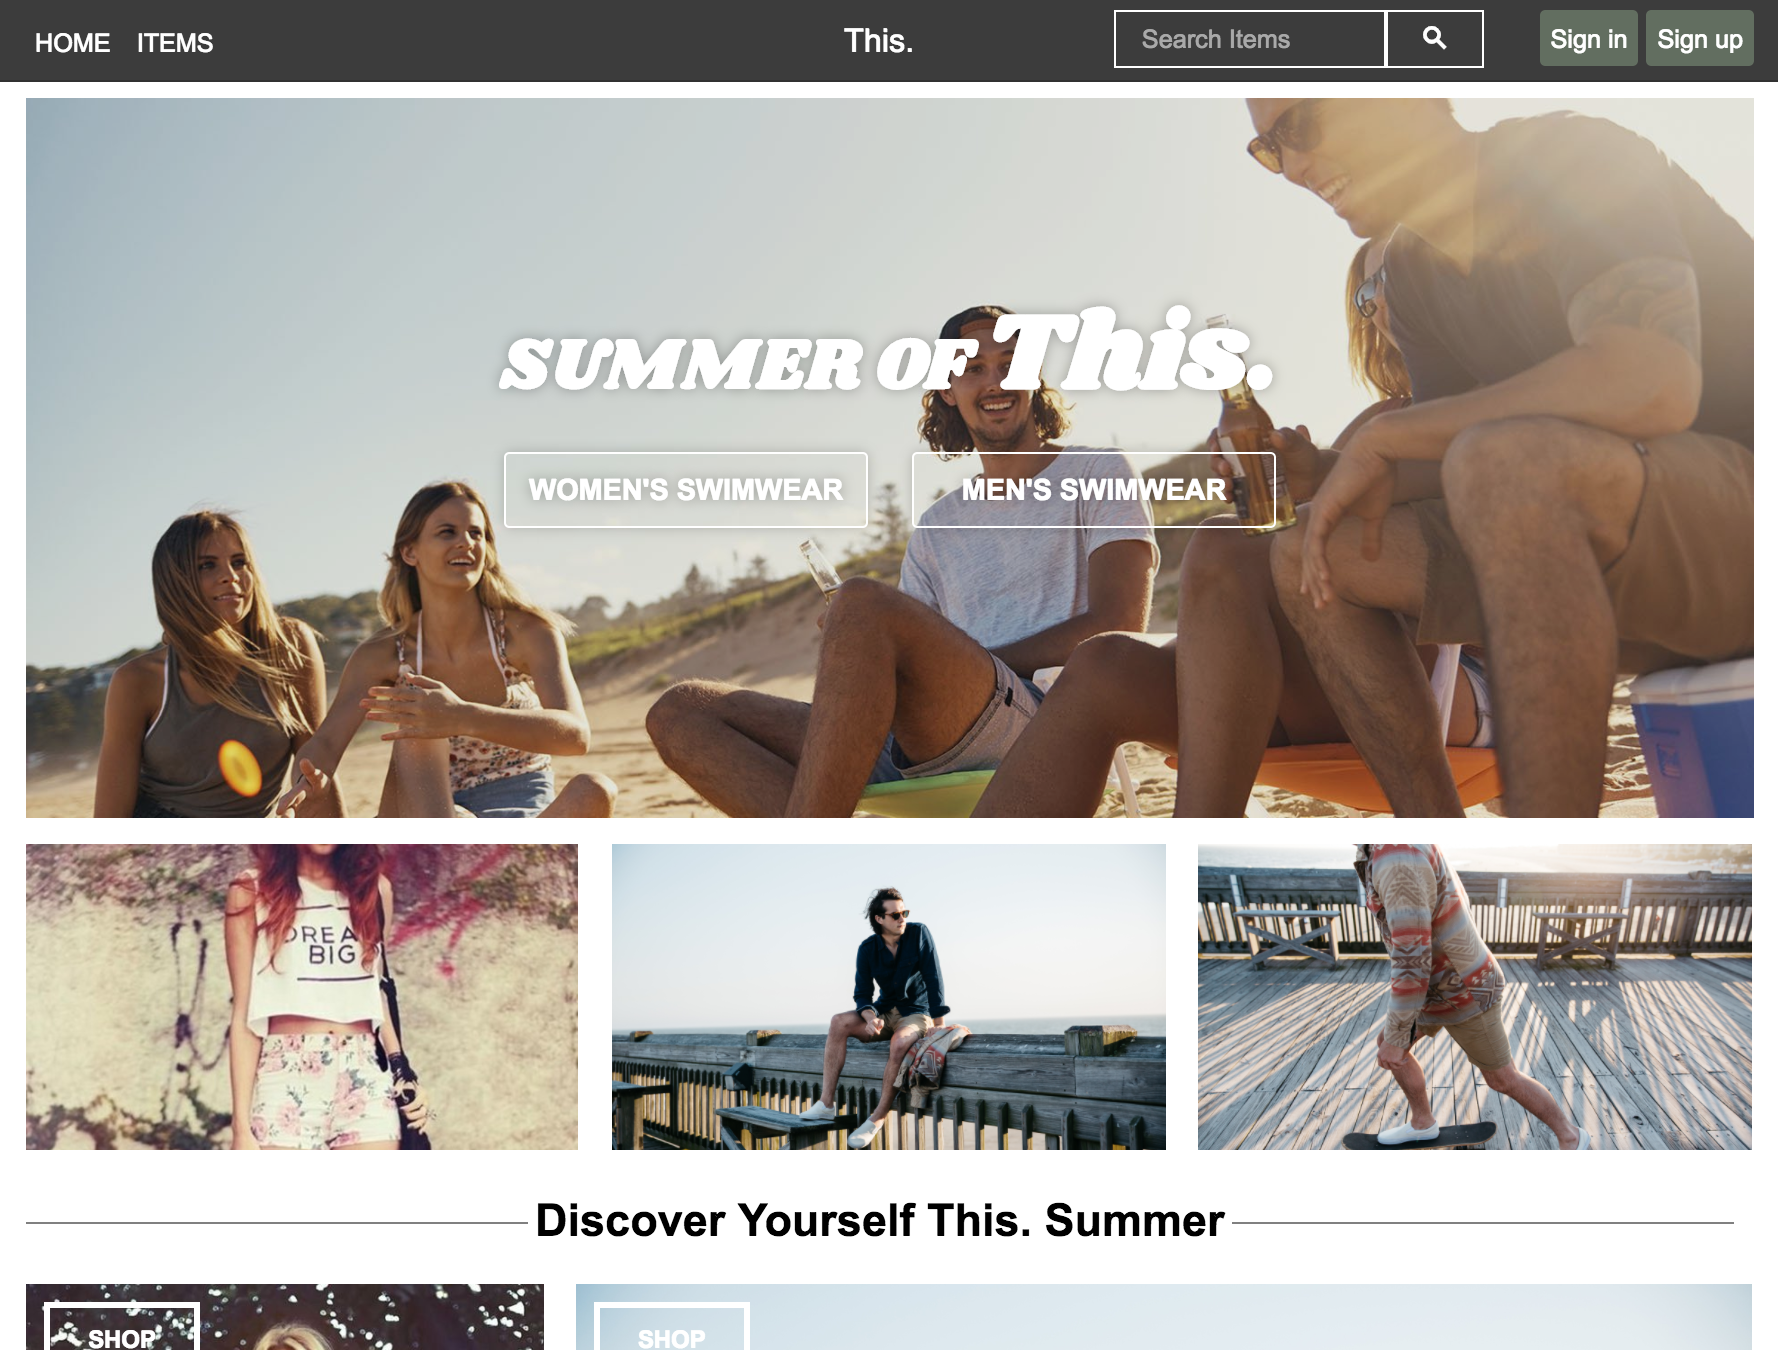 HOME ITEMS This. Search Items Sign in Sign up
SUMMER OF This.
WOMEN'S SWIMWEAR MEN'S SWIMWEAR
DREA
BIG
Discover Yourself This. Summer
SHOP SHOP